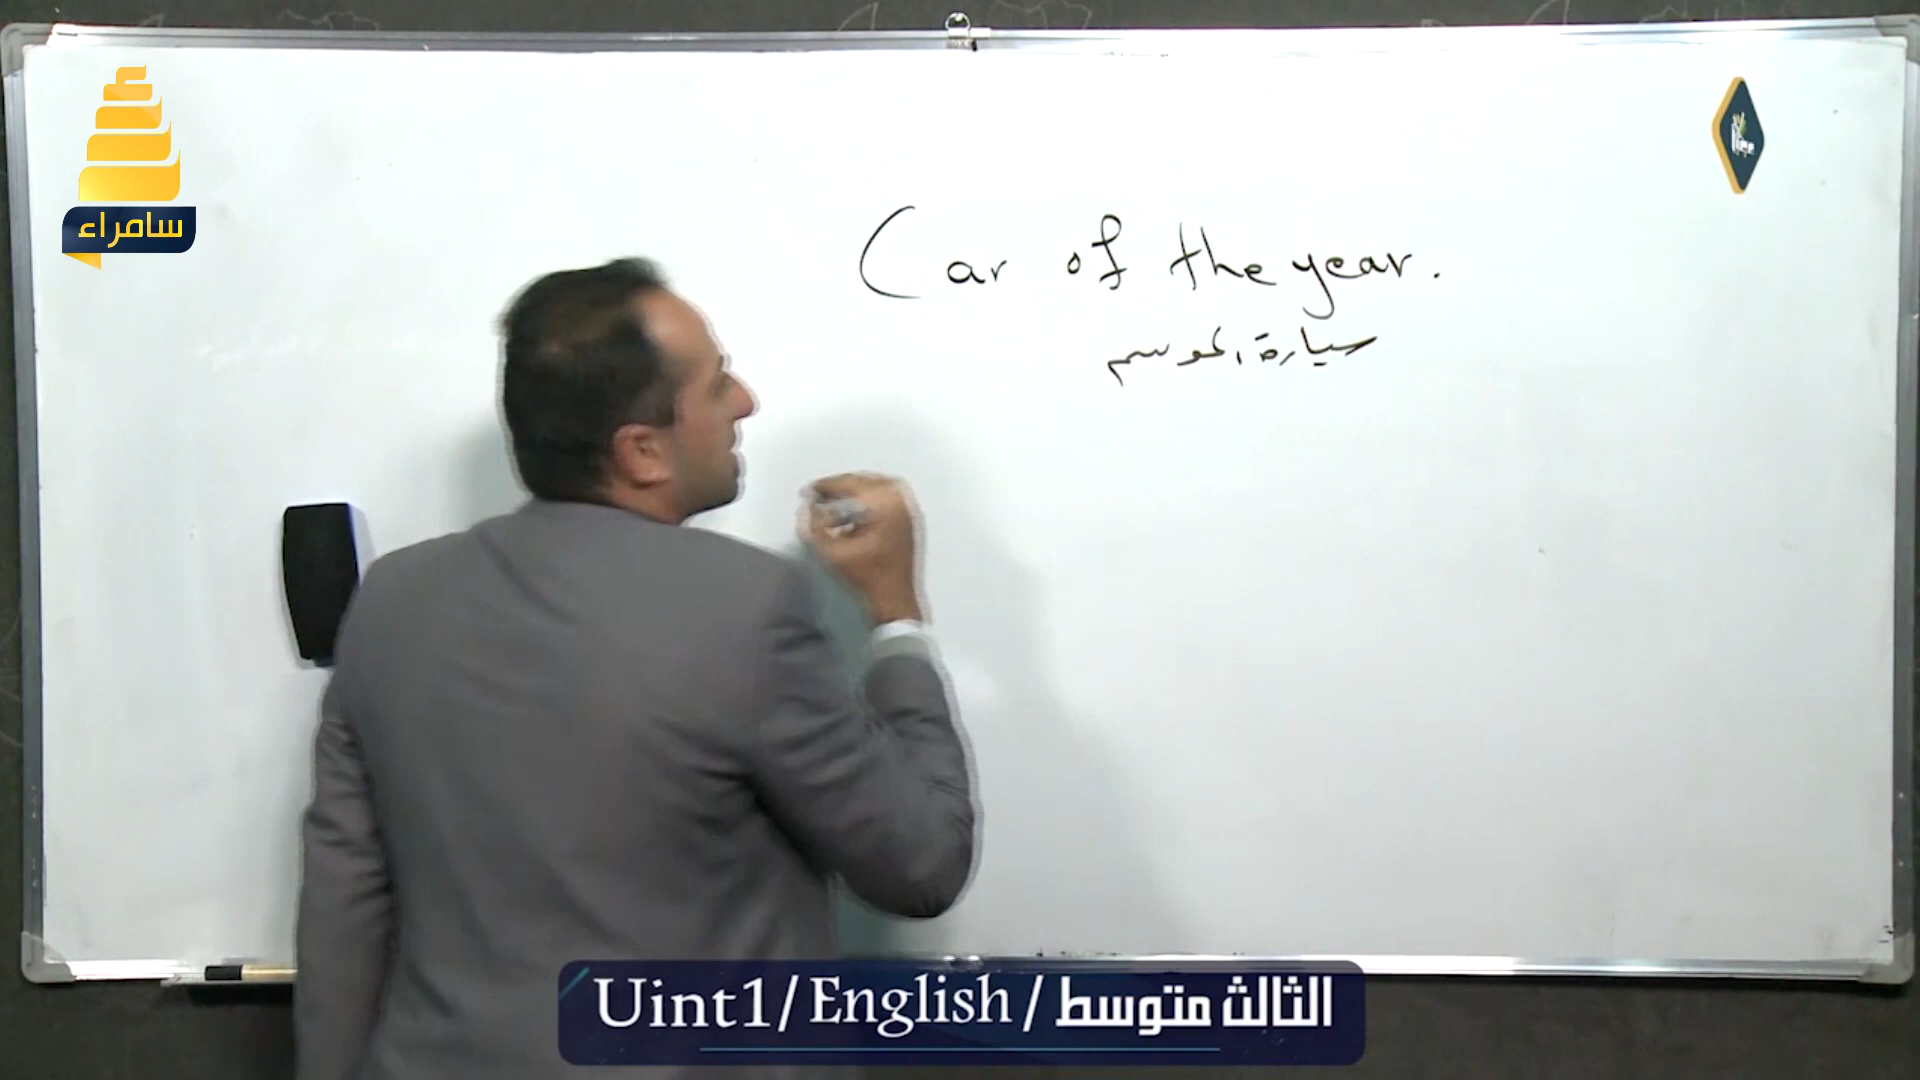 سامراء
Car of the year.
سيارة الموسم
Uint1/English/الثالث متوسط